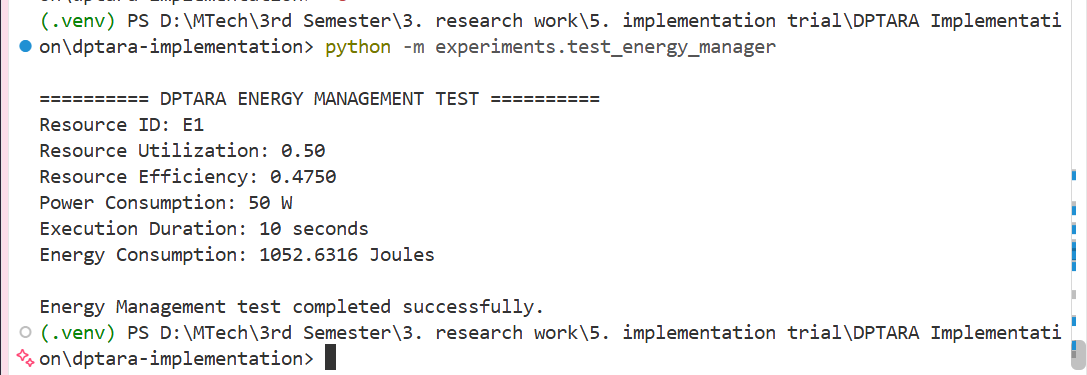 (.venv) PS D:\MTech\3rd Semester\3. research work\5. implementation trial\DPTARA Implementati
on\dptara-implementation> python -m experiments.test_energy_manager
========== DPTARA ENERGY MANAGEMENT TEST ==========
Resource ID: E1
Resource Utilization: 0.50
Resource Efficiency: 0.4750
Power Consumption: 50 W
Execution Duration: 10 seconds
Energy Consumption: 1052.6316 Joules
Energy Management test completed successfully.
(.venv) PS D:\MTech\3rd Semester\3. research work\5. implementation trial\DPTARA Implementati
on\dptara-implementation>